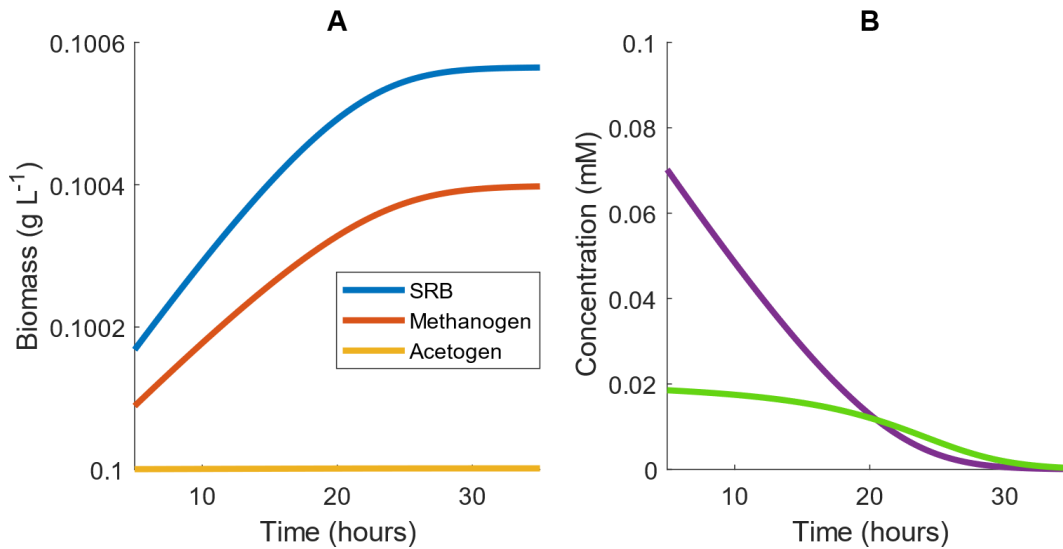 A
Biomass (g L⁻¹)
0.1006
0.1004
0.1002
0.1
SRB
Methanogen
Acetogen
10
20
30
Time (hours)
B
Concentration (mM)
0.1
0.08
0.06
0.04
0.02
0
10
20
30
Time (hours)